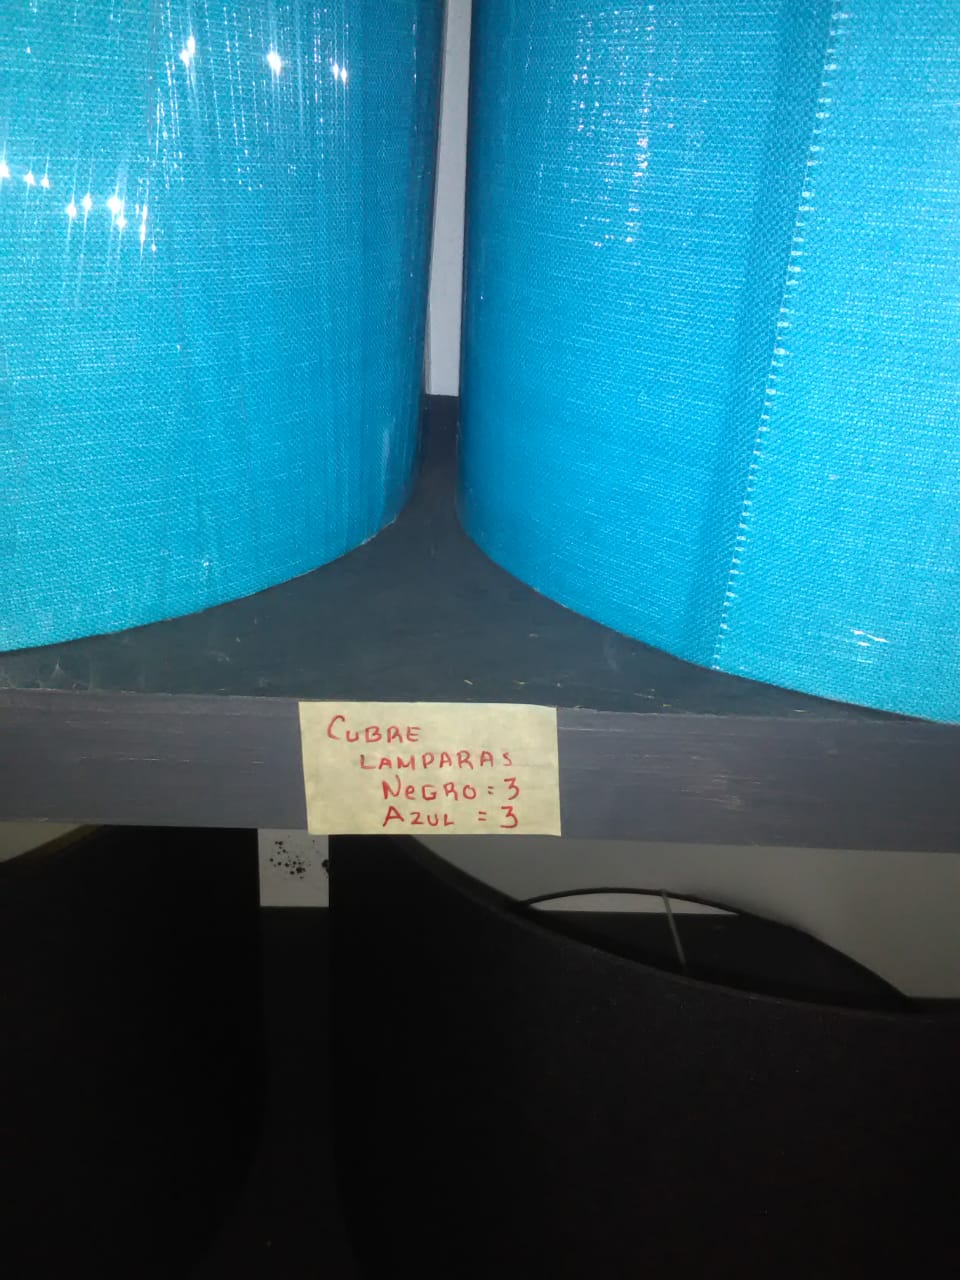 CUBRE
LAMPARAS
NeGRO = 3
AZUL = 3